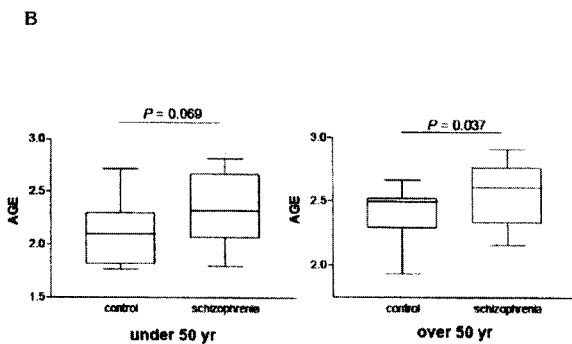 B
P = 0.069
3.0
2.5
2.0
1.5
AGE
control schizophrenia
under 50 yr
P = 0.037
3.0
2.5
2.0
AGE
control schizophrenia
over 50 yr